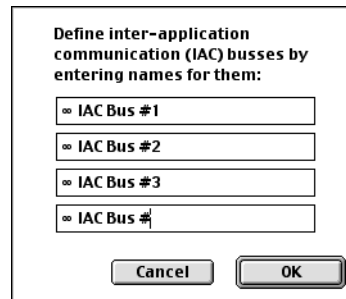 Define inter-application
communication (IAC) busses by
entering names for them:
∞ IAC Bus #1
∞ IAC Bus #2
∞ IAC Bus #3
∞ IAC Bus #
Cancel
OK